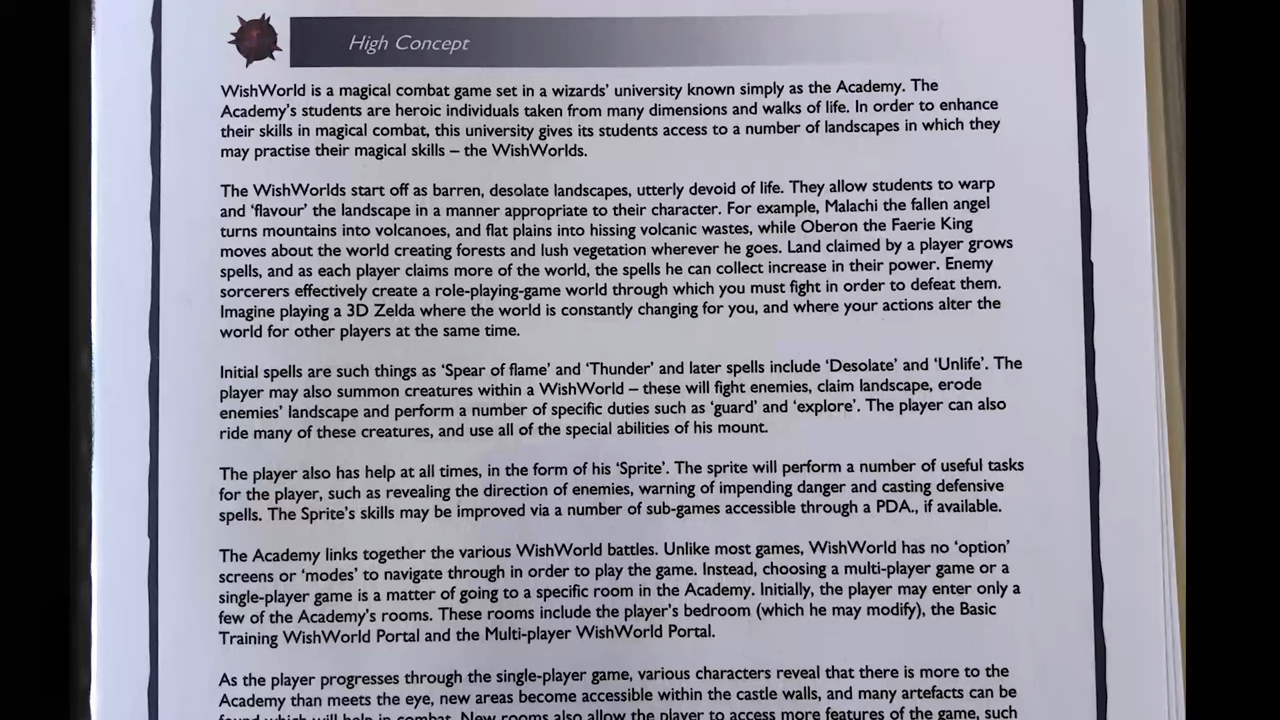 High Concept
WishWorld is a magical combat game set in a wizards' university known simply as the Academy. The
Academy's students are heroic individuals taken from many dimensions and walks of life. In order to enhance
their skills in magical combat, this university gives its students access to a number of landscapes in which they
may practise their magical skills – the WishWorlds.
The WishWorlds start off as barren, desolate landscapes, utterly devoid of life. They allow students to warp
and 'flavour' the landscape in a manner appropriate to their character. For example, Malachi the fallen angel
turns mountains into volcanoes, and flat plains into hissing volcanic wastes, while Oberon the Faerie King
moves about the world creating forests and lush vegetation wherever he goes. Land claimed by a player grows
spells, and as each player claims more of the world, the spells he can collect increase in their power. Enemy
sorcerers effectively create a role-playing-game world through which you must fight in order to defeat them.
Imagine playing a 3D Zelda where the world is constantly changing for you, and where your actions alter the
world for other players at the same time.
Initial spells are such things as 'Spear of flame' and 'Thunder' and later spells include 'Desolate' and 'Unlife'. The
player may also summon creatures within a WishWorld – these will fight enemies, claim landscape, erode
enemies' landscape and perform a number of specific duties such as 'guard' and 'explore'. The player can also
ride many of these creatures, and use all of the special abilities of his mount.
The player also has help at all times, in the form of his 'Sprite'. The sprite will perform a number of useful tasks
for the player, such as revealing the direction of enemies, warning of impending danger and casting defensive
spells. The Sprite's skills may be improved via a number of sub-games accessible through a PDA., if available.
The Academy links together the various WishWorld battles. Unlike most games, WishWorld has no 'option'
screens or 'modes' to navigate through in order to play the game. Instead, choosing a multi-player game or a
single-player game is a matter of going to a specific room in the Academy. Initially, the player may enter only a
few of the Academy's rooms. These rooms include the player's bedroom (which he may modify), the Basic
Training WishWorld Portal and the Multi-player WishWorld Portal.
As the player progresses through the single-player game, various characters reveal that there is more to the
Academy than meets the eye, new areas become accessible within the castle walls, and many artefacts can be
found which will help in combat. New rooms also allow the player to access more features of the game, such